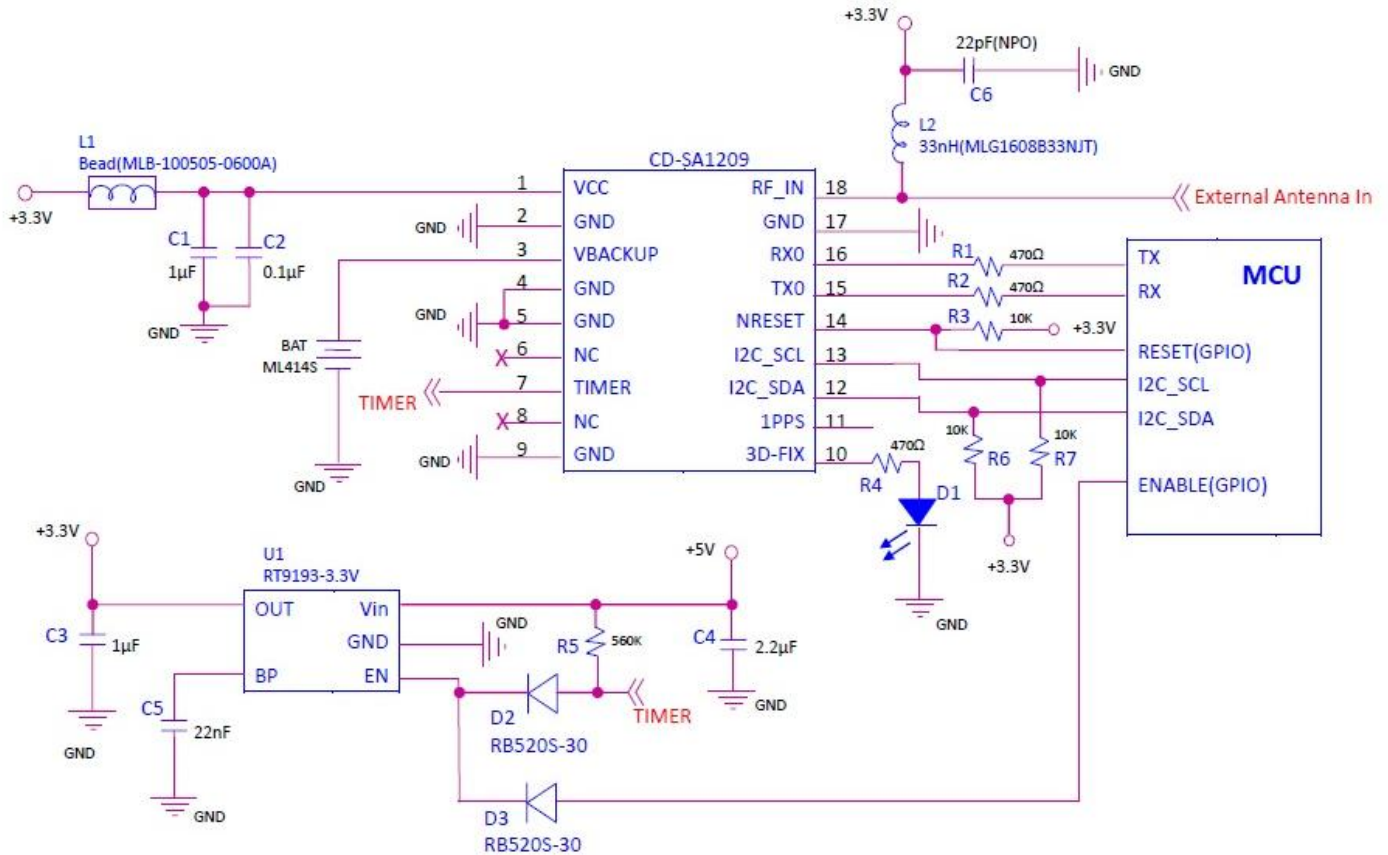 +3.3V
22pF(NPO)
GND
C6
L2
33nH(MLG1608B33NJT)
L1
Bead(MLB-100505-0600A)
+3.3V
C1
1µF
C2
0.1µF
GND
CD-SA1209
1 VCC
GND 2 GND
3 VBACKUP
4 GND
GND 5 GND
6 NC
7 TIMER
8 NC
GND 9 GND
RF_IN 18
GND 17
RX0 16
TX0 15
NRESET 14
I2C_SCL 13
I2C_SDA 12
1PPS 11
3D-FIX 10
BAT
ML414S
GND
TIMER
External Antenna In
GND
R1 470Ω
R2 470Ω
R3 10K
+3.3V
MCU
TX
RX
RESET(GPIO)
I2C_SCL
I2C_SDA
ENABLE(GPIO)
10K
R6
10K
R7
+3.3V
470Ω
R4
D1
GND
+3.3V
C3
1µF
GND
U1
RT9193-3.3V
OUT
BP
Vin
GND
EN
C5
22nF
GND
GND
+5V
R5 560K
C4
2.2µF
GND
D2
RB520S-30
TIMER
D3
RB520S-30